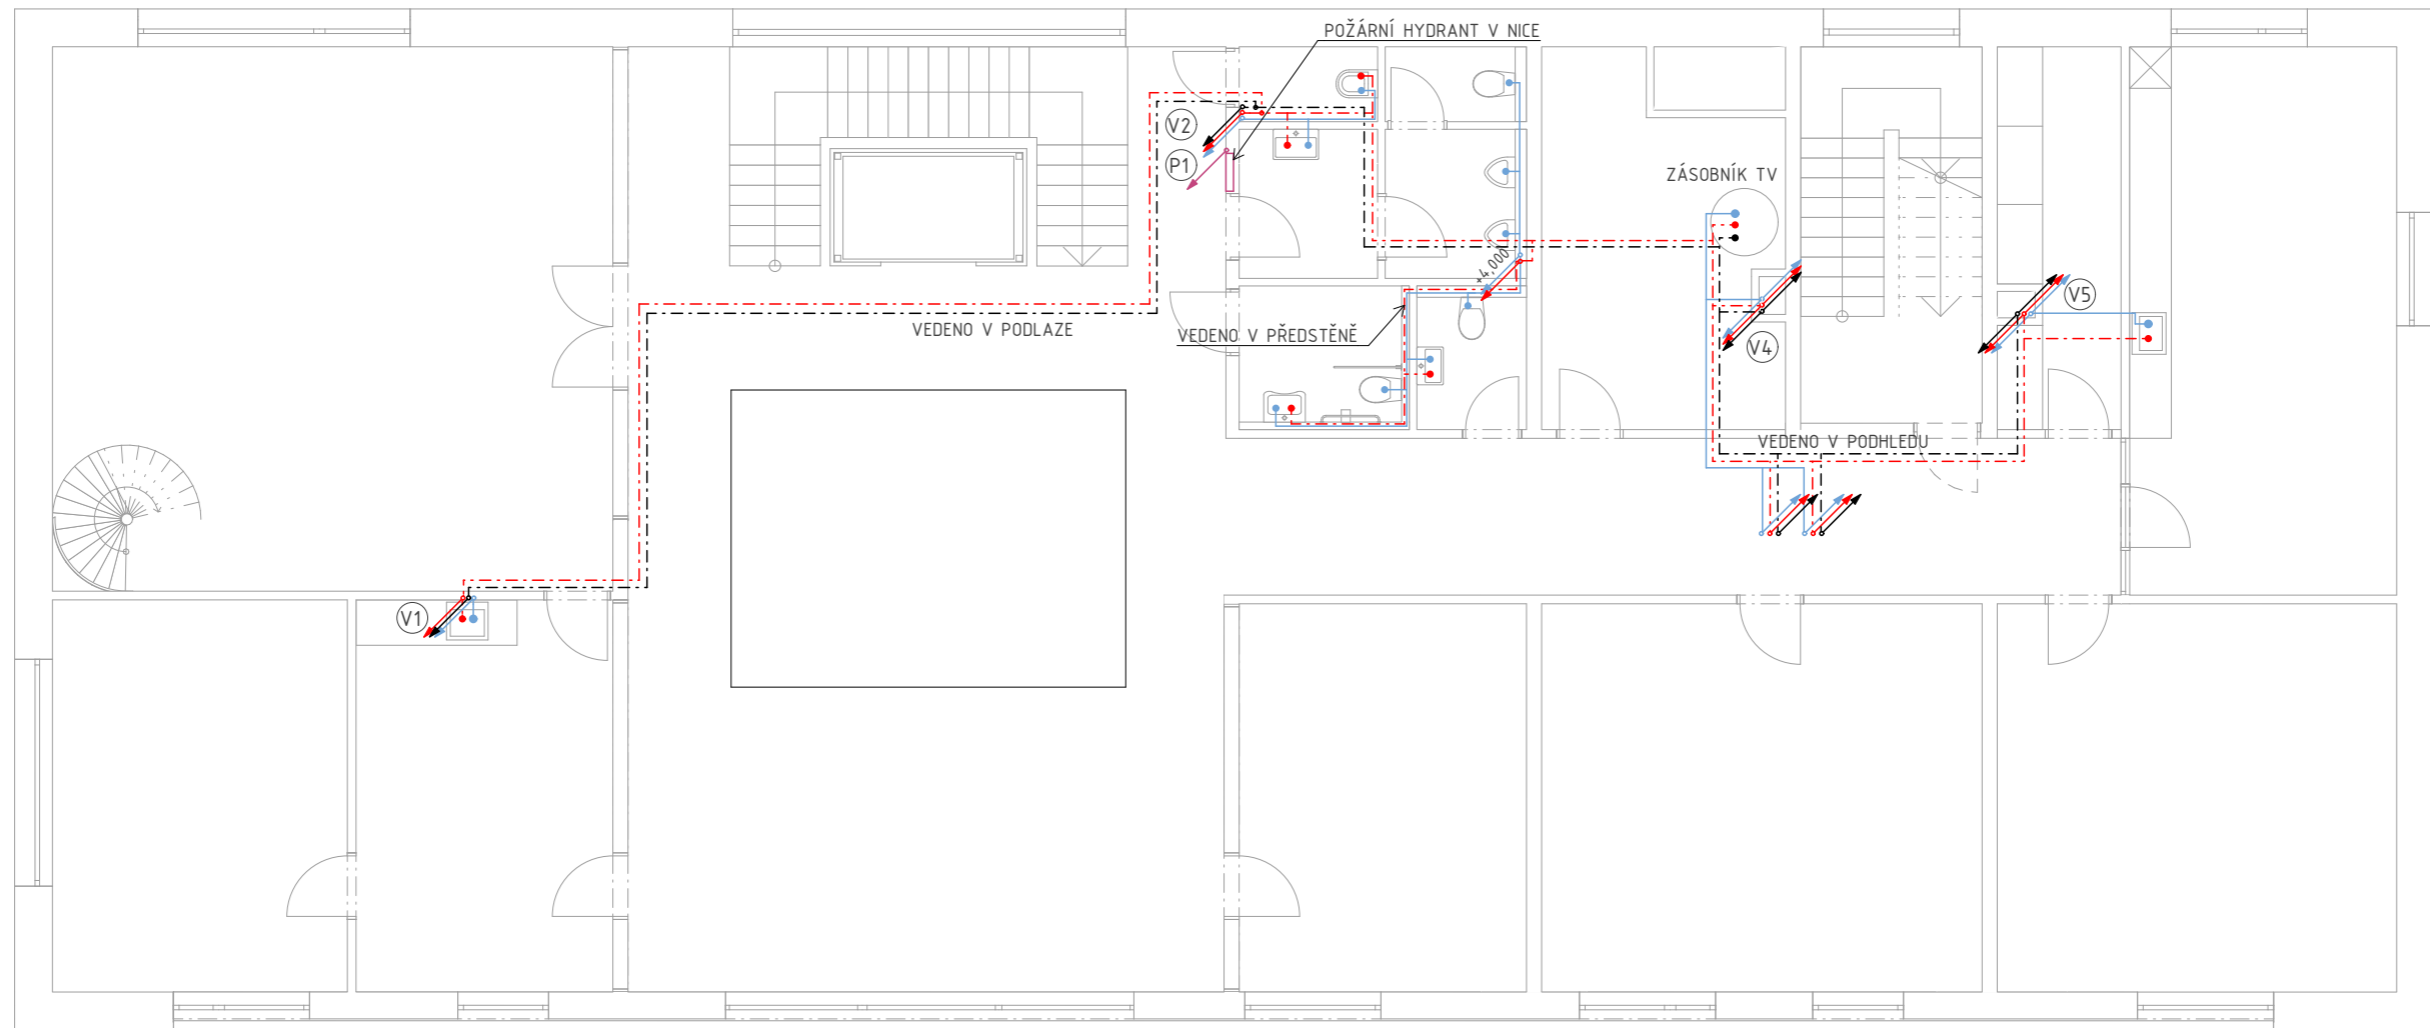 POŽÁRNÍ HYDRANT V NICE
V2
P1
ZÁSOBNÍK TV
+4,000
V5
VEDENO V PODLAZE
VEDENO V PŘEDSTĚNĚ
V4
VEDENO V PODHLEDU
V1